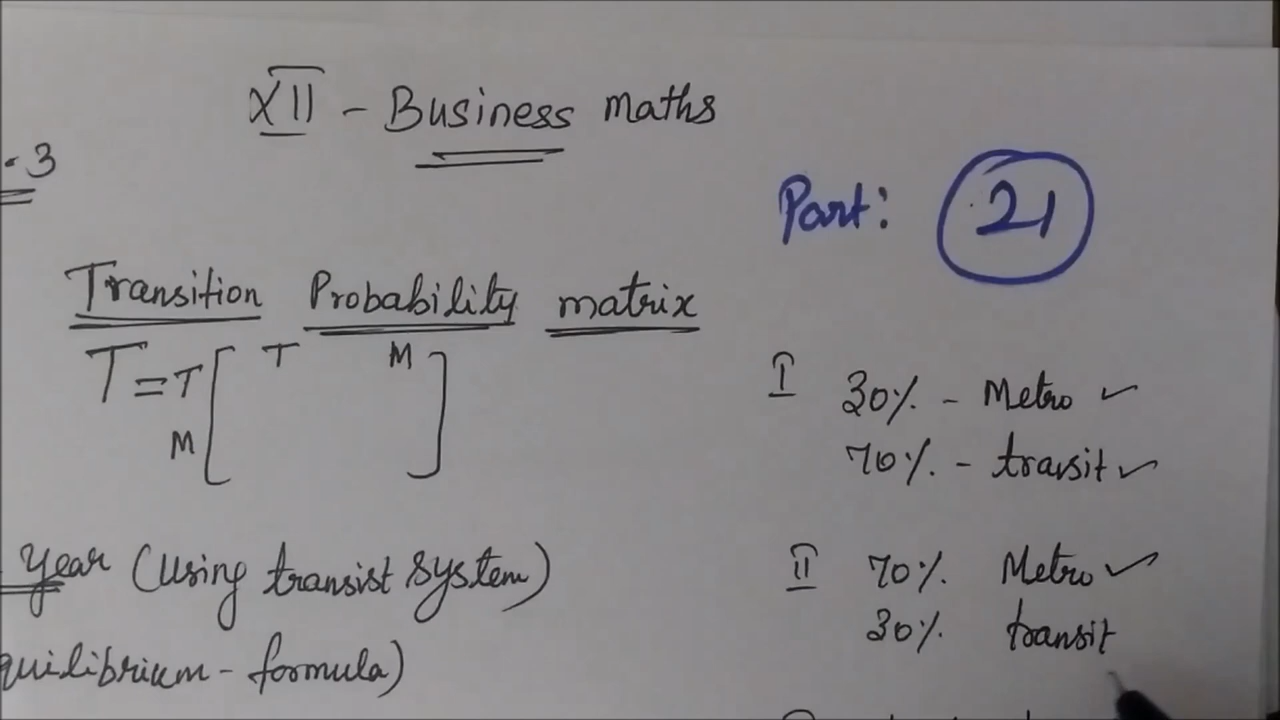 XII - Business maths
- 3
Part: 21
Transition Probability matrix
T = T [ T M ]
M
I 30% - Metro ✓
70% - transit ✓
II 70% Metro ✓
30% transit
Year (Using transist system)
quilibrium - formula)